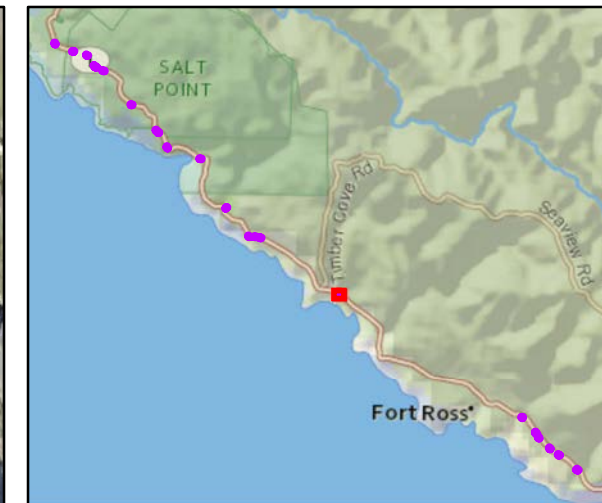 SALT
POINT
Timber Cove Rd
Seaview Rd
Fort Ross